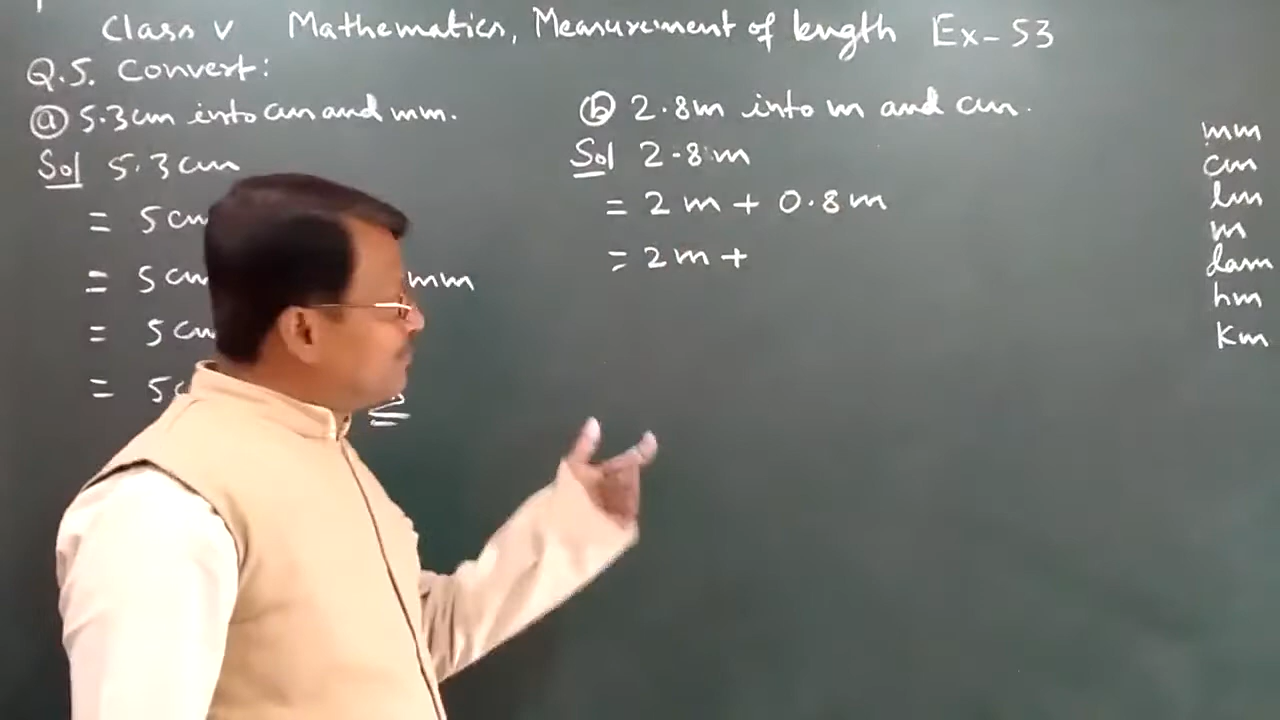 Class V Mathematics, Measurement of length Ex-53
Q.5. Convert:
(a) 5.3cm into cm and mm.
Sol 5.3cm
= 5cm
= 5cm mm
= 5cm
= 5c
(b) 2.8m into m and cm.
Sol 2.8m
= 2m + 0.8m
= 2m +
mm
cm
dm
m
dam
hm
Km